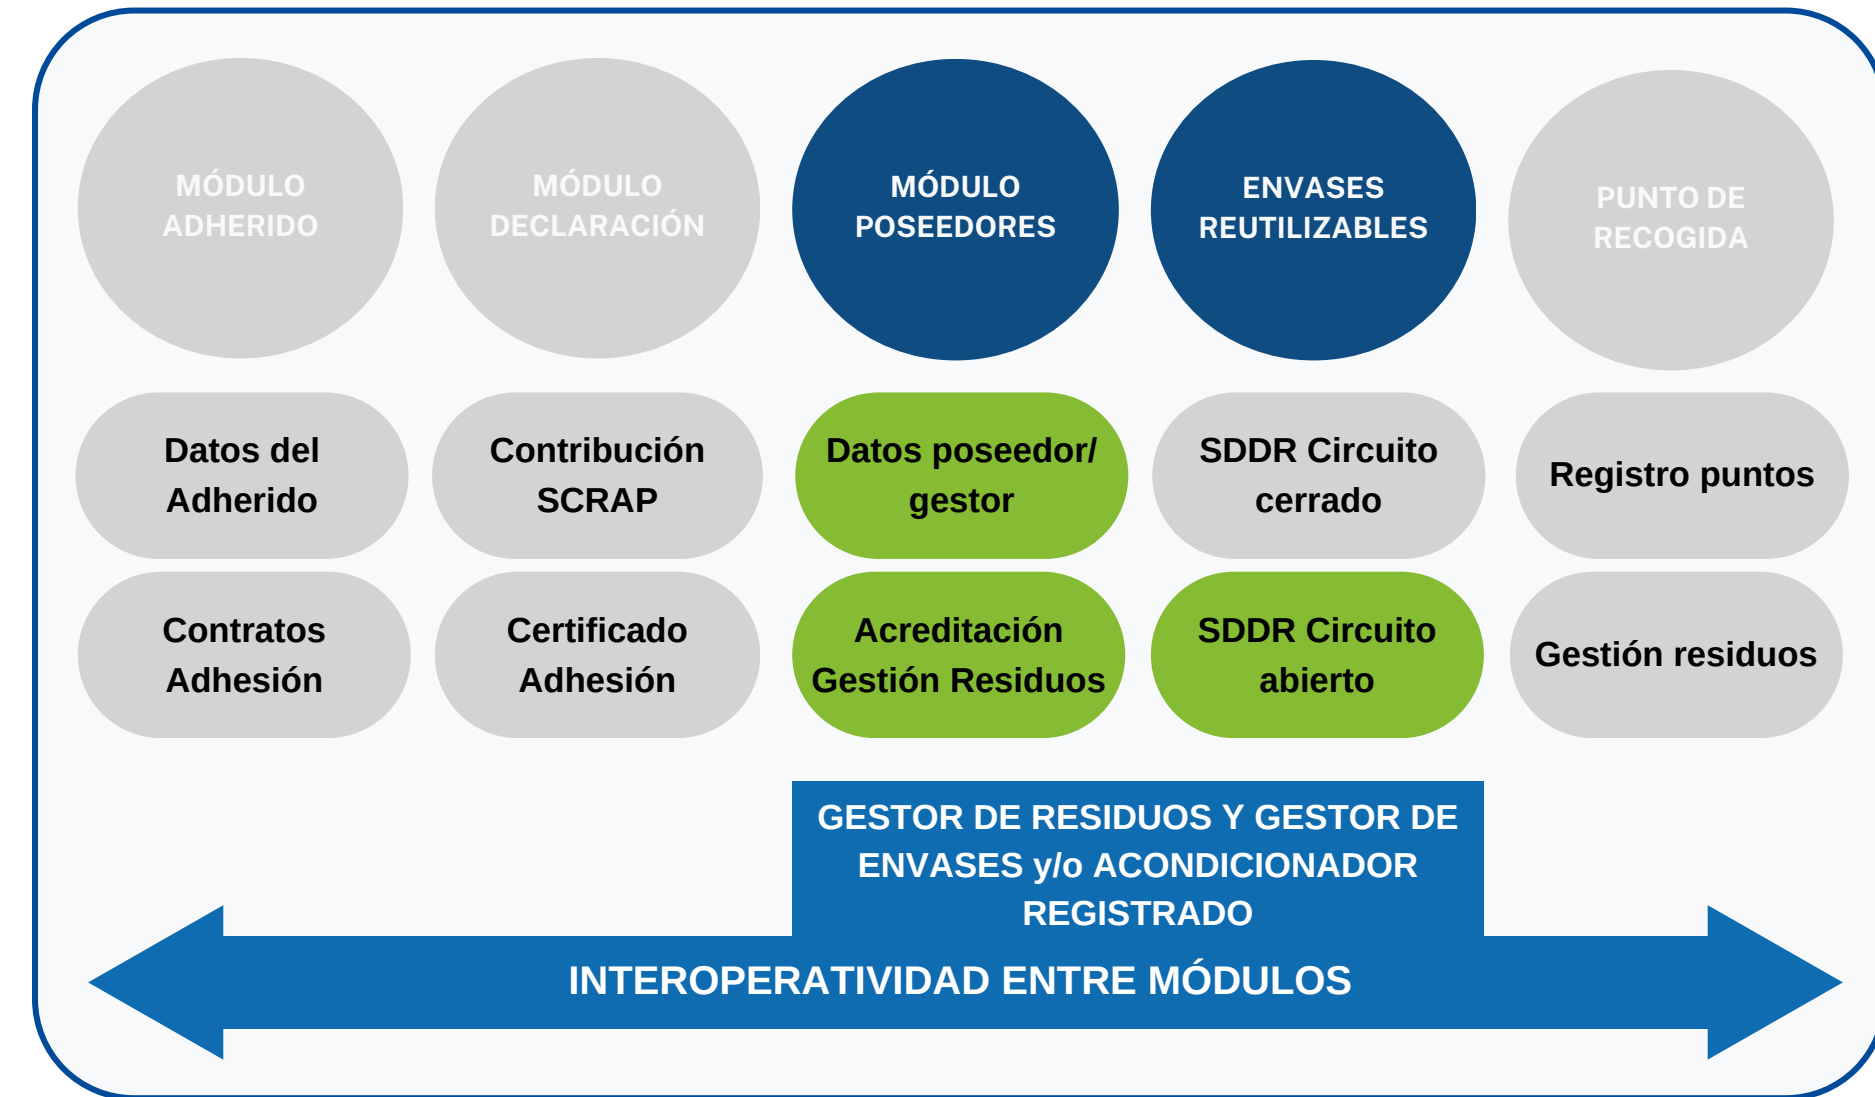 MÓDULO
ADHERIDO
MÓDULO
DECLARACIÓN
MÓDULO
POSEEDORES
ENVASES
REUTILIZABLES
PUNTO DE
RECOGIDA
Datos del
Adherido
Contribución
SCRAP
Datos poseedor/
gestor
SDDR Circuito
cerrado
Registro puntos
Contratos
Adhesión
Certificado
Adhesión
Acreditación
Gestión Residuos
SDDR Circuito
abierto
Gestión residuos
GESTOR DE RESIDUOS Y GESTOR DE
ENVASES y/o ACONDICIONADOR
REGISTRADO
INTEROPERATIVIDAD ENTRE MÓDULOS